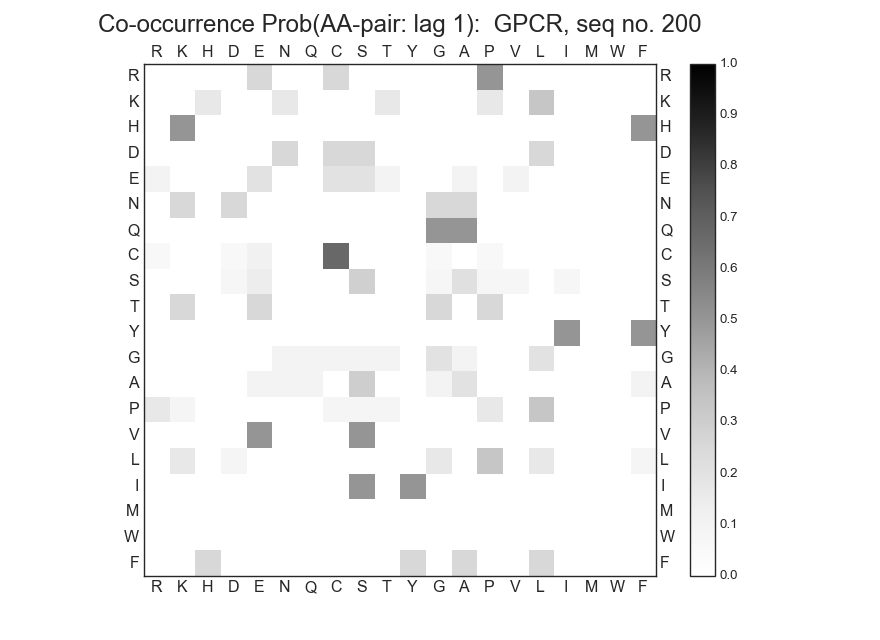 Co-occurrence Prob(AA-pair: lag 1):  GPCR, seq no. 200
R K H D E N Q C S T Y G A P V L I M W F
R R
K K
H H
D D
E E
N N
Q Q
C C
S S
T T
Y Y
G G
A A
P P
V V
L L
I I
M M
W W
F F
R K H D E N Q C S T Y G A P V L I M W F
1.0
0.9
0.8
0.7
0.6
0.5
0.4
0.3
0.2
0.1
0.0